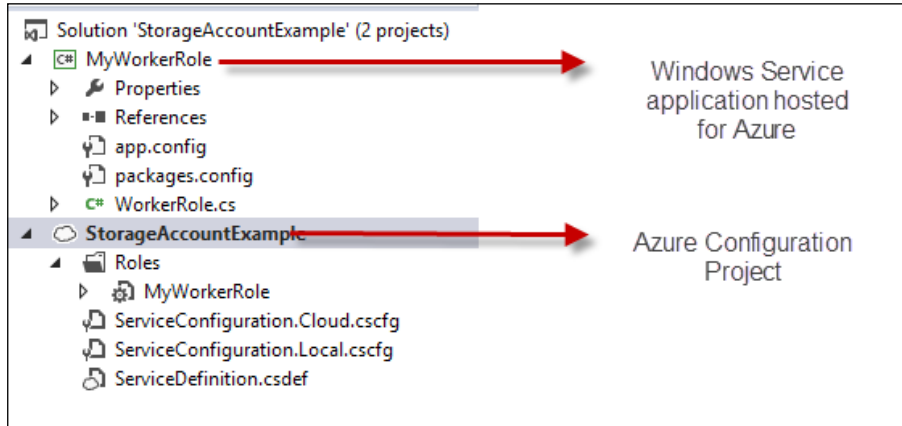 Solution 'StorageAccountExample' (2 projects)
C# MyWorkerRole
Properties
References
app.config
packages.config
C# WorkerRole.cs
StorageAccountExample
Roles
MyWorkerRole
ServiceConfiguration.Cloud.cscfg
ServiceConfiguration.Local.cscfg
ServiceDefinition.csdef
Windows Service
application hosted
for Azure
Azure Configuration
Project